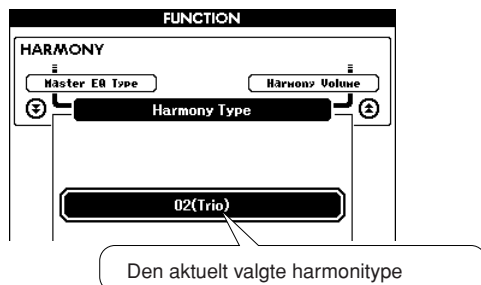 FUNCTION
HARMONY
Master EQ Type
Harmony Volume
Harmony Type
02(Trio)
Den aktuelt valgte harmonitype